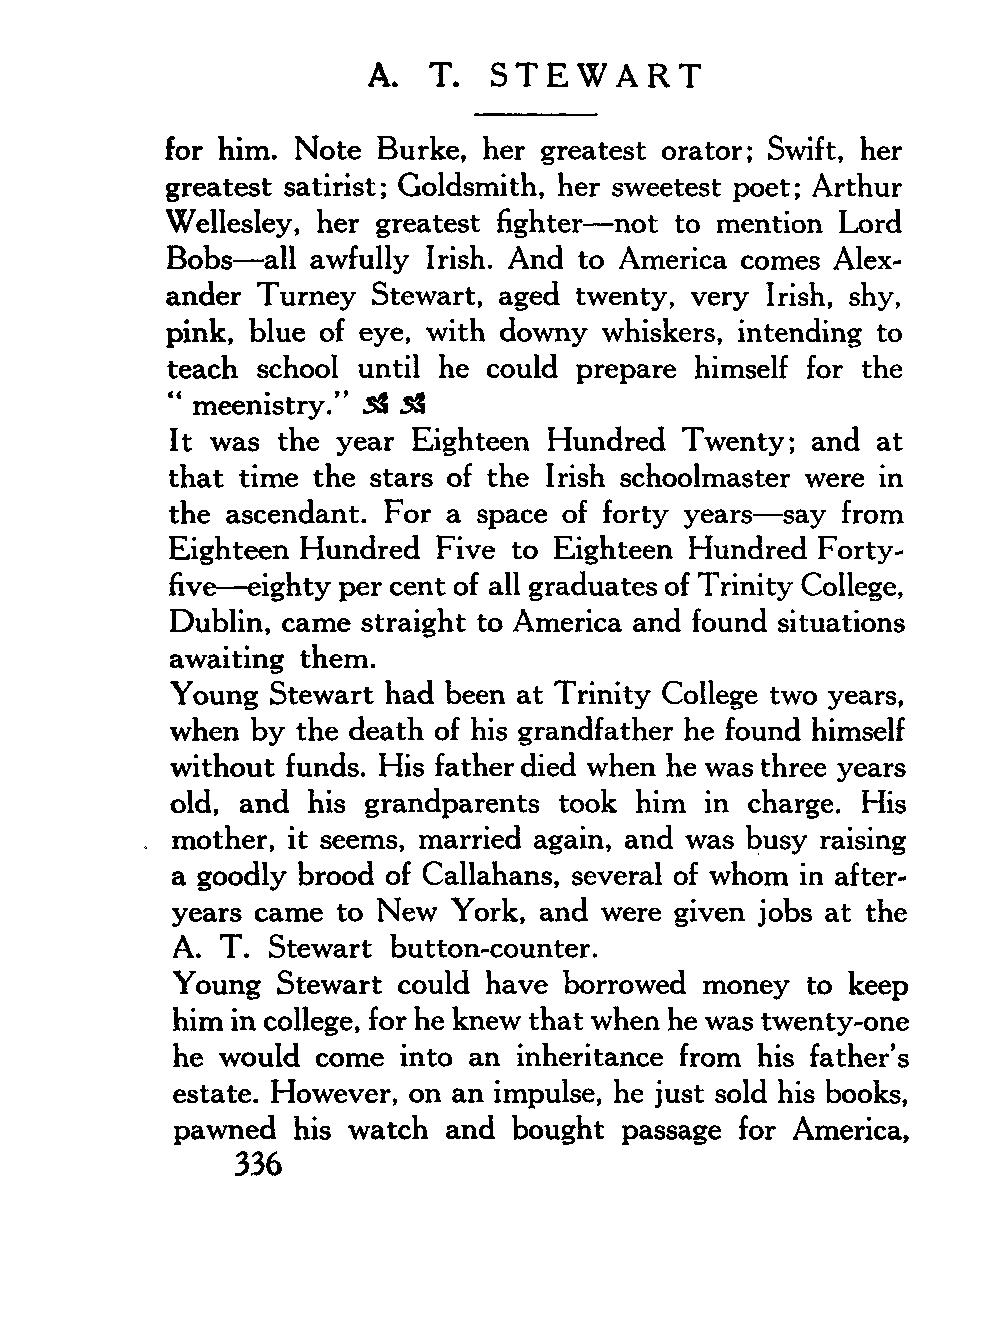 A. T. STEWART
for him. Note Burke, her greatest orator; Swift, her
greatest satirist; Goldsmith, her sweetest poet; Arthur
Wellesley, her greatest fighter—not to mention Lord
Bobs—all awfully Irish. And to America comes Alex-
ander Turney Stewart, aged twenty, very Irish, shy,
pink, blue of eye, with downy whiskers, intending to
teach school until he could prepare himself for the
“ meenistry.”
It was the year Eighteen Hundred Twenty; and at
that time the stars of the Irish schoolmaster were in
the ascendant. For a space of forty years—say from
Eighteen Hundred Five to Eighteen Hundred Forty-
five—eighty per cent of all graduates of Trinity College,
Dublin, came straight to America and found situations
awaiting them.
Young Stewart had been at Trinity College two years,
when by the death of his grandfather he found himself
without funds. His father died when he was three years
old, and his grandparents took him in charge. His
mother, it seems, married again, and was busy raising
a goodly brood of Callahans, several of whom in after-
years came to New York, and were given jobs at the
A. T. Stewart button-counter.
Young Stewart could have borrowed money to keep
him in college, for he knew that when he was twenty-one
he would come into an inheritance from his father’s
estate. However, on an impulse, he just sold his books,
pawned his watch and bought passage for America,
336